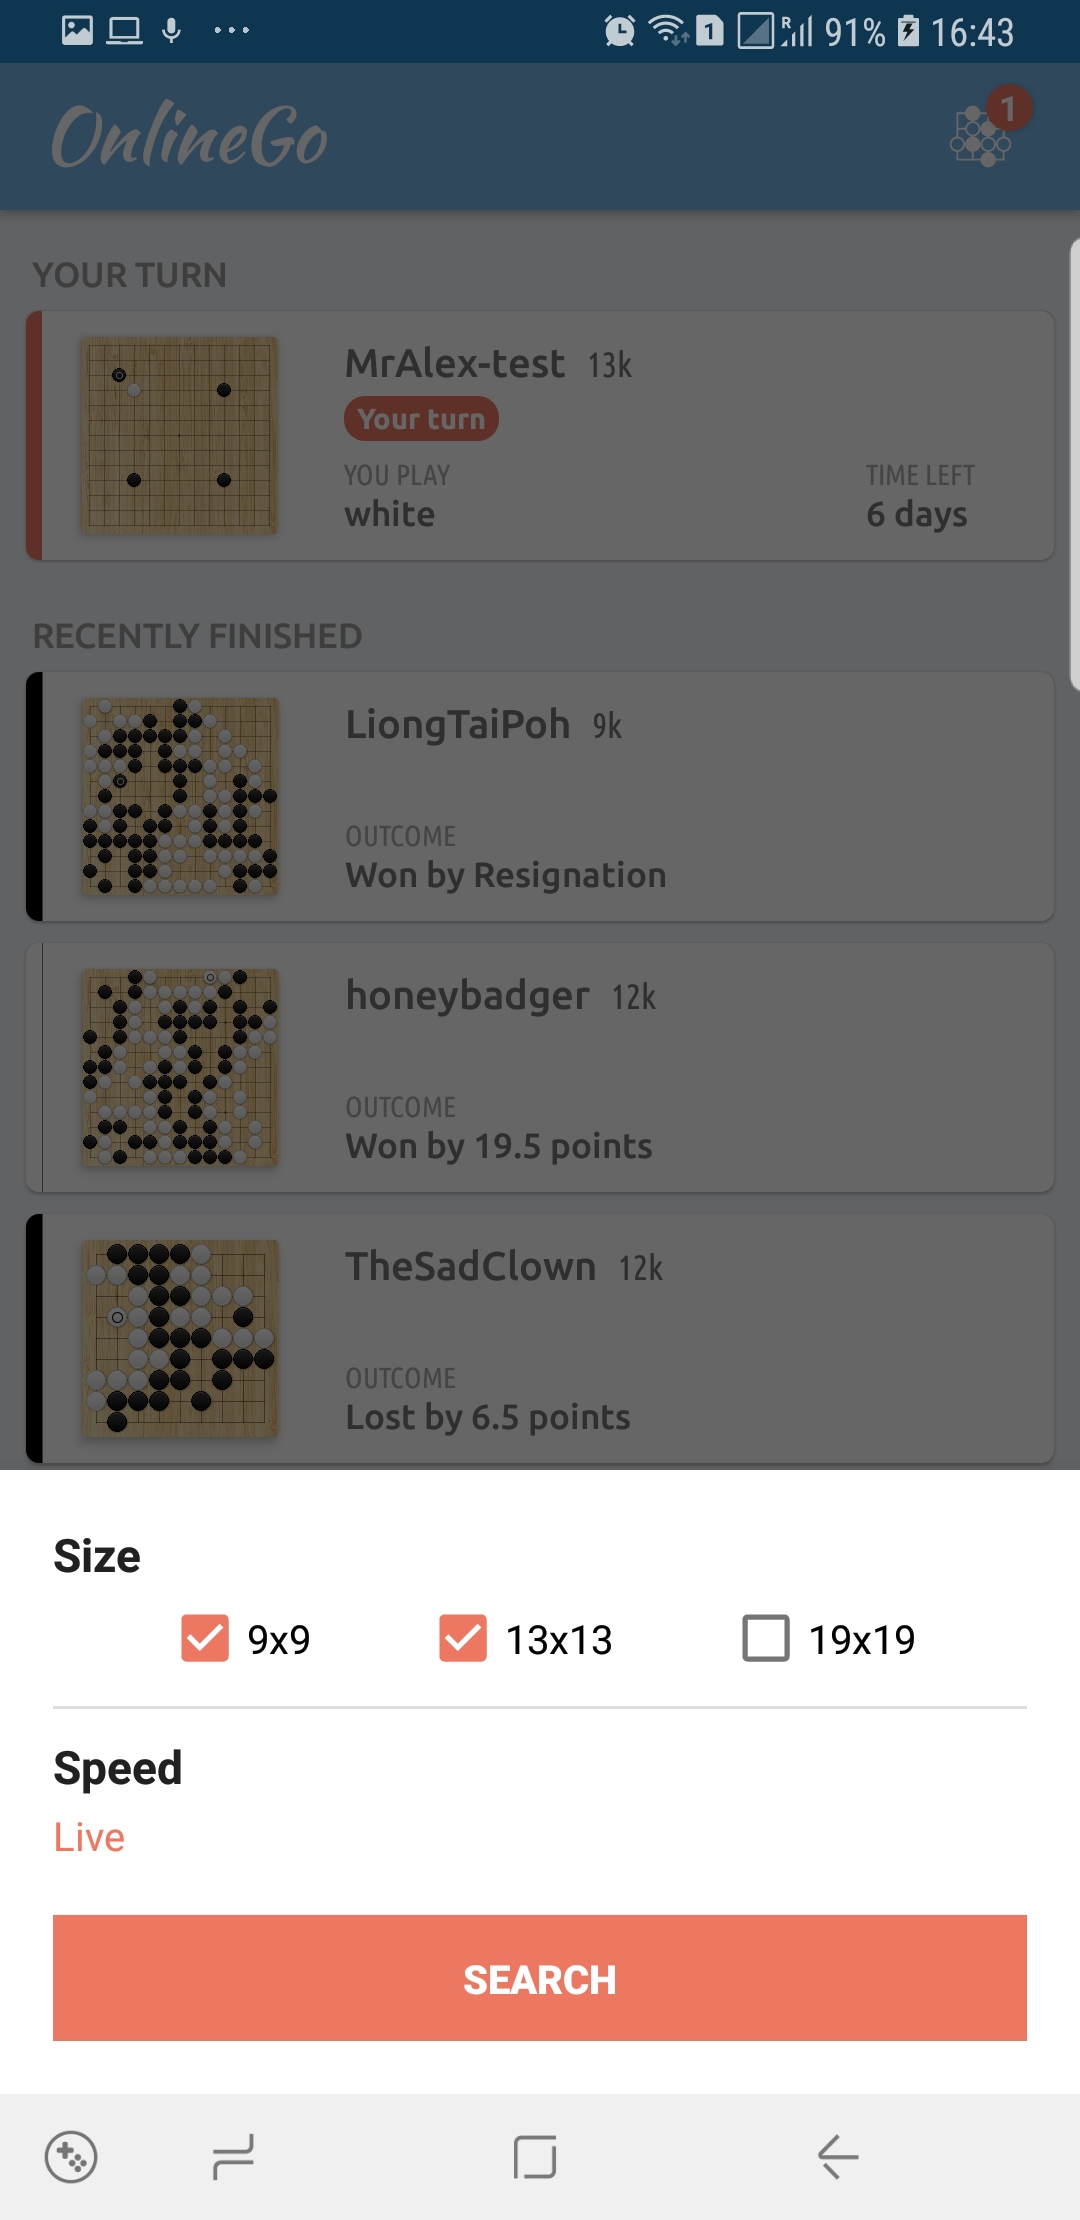 1 R 91% 16:43
OnlineGo 1
YOUR TURN
MrAlex-test 13k
Your turn
YOU PLAY TIME LEFT
white 6 days
RECENTLY FINISHED
LiongTaiPoh 9k
OUTCOME
Won by Resignation
honeybadger 12k
OUTCOME
Won by 19.5 points
TheSadClown 12k
OUTCOME
Lost by 6.5 points
Size
9x9 13x13 19x19
Speed
Live
SEARCH